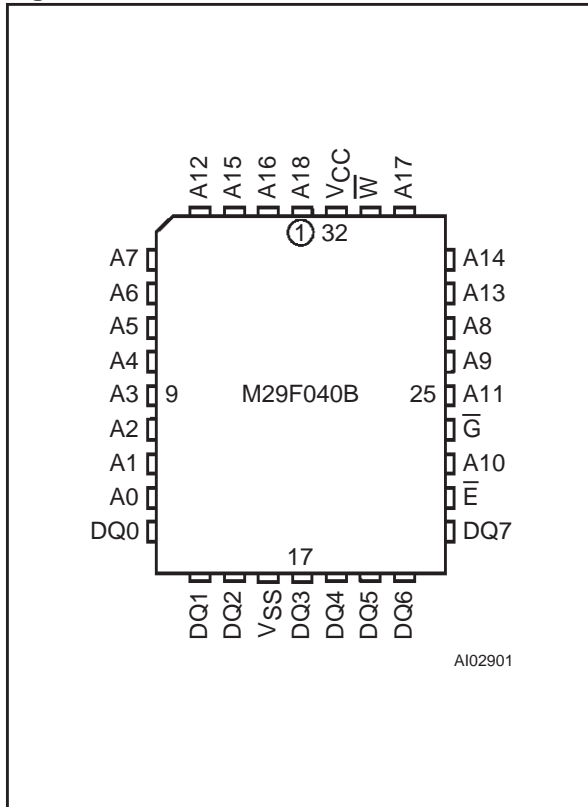 A12 A15 A16 A18 VCC W̅ A17
1 32
A7 A14
A6 A13
A5 A8
A4 A9
A3 9 M29F040B 25 A11
A2 G̅
A1 A10
A0 E̅
DQ0 DQ7
17
DQ1 DQ2 VSS DQ3 DQ4 DQ5 DQ6
AI02901